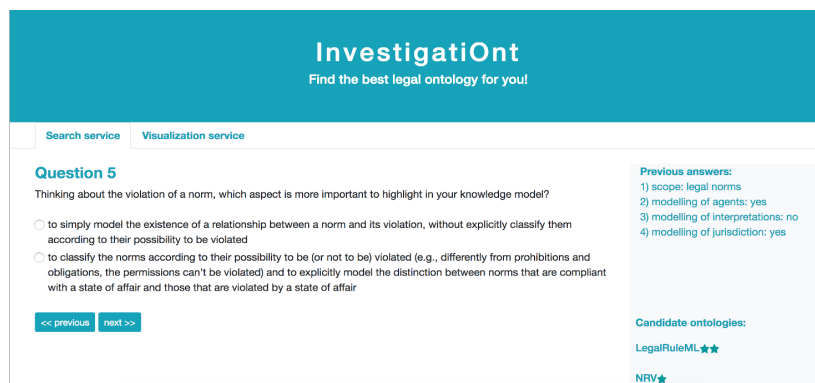 InvestigatiOnt
Find the best legal ontology for you!
Search service
Visualization service
Question 5
Thinking about the violation of a norm, which aspect is more important to highlight in your knowledge model?
to simply model the existence of a relationship between a norm and its violation, without explicitly classify them
according to their possibility to be violated
to classify the norms according to their possibility to be (or not to be) violated (e.g., differently from prohibitions and
obligations, the permissions can't be violated) and to explicitly model the distinction between norms that are compliant
with a state of affair and those that are violated by a state of affair
<< previous
next >>
Previous answers:
1) scope: legal norms
2) modelling of agents: yes
3) modelling of interpretations: no
4) modelling of jurisdiction: yes
Candidate ontologies:
LegalRuleML★★
NRV★